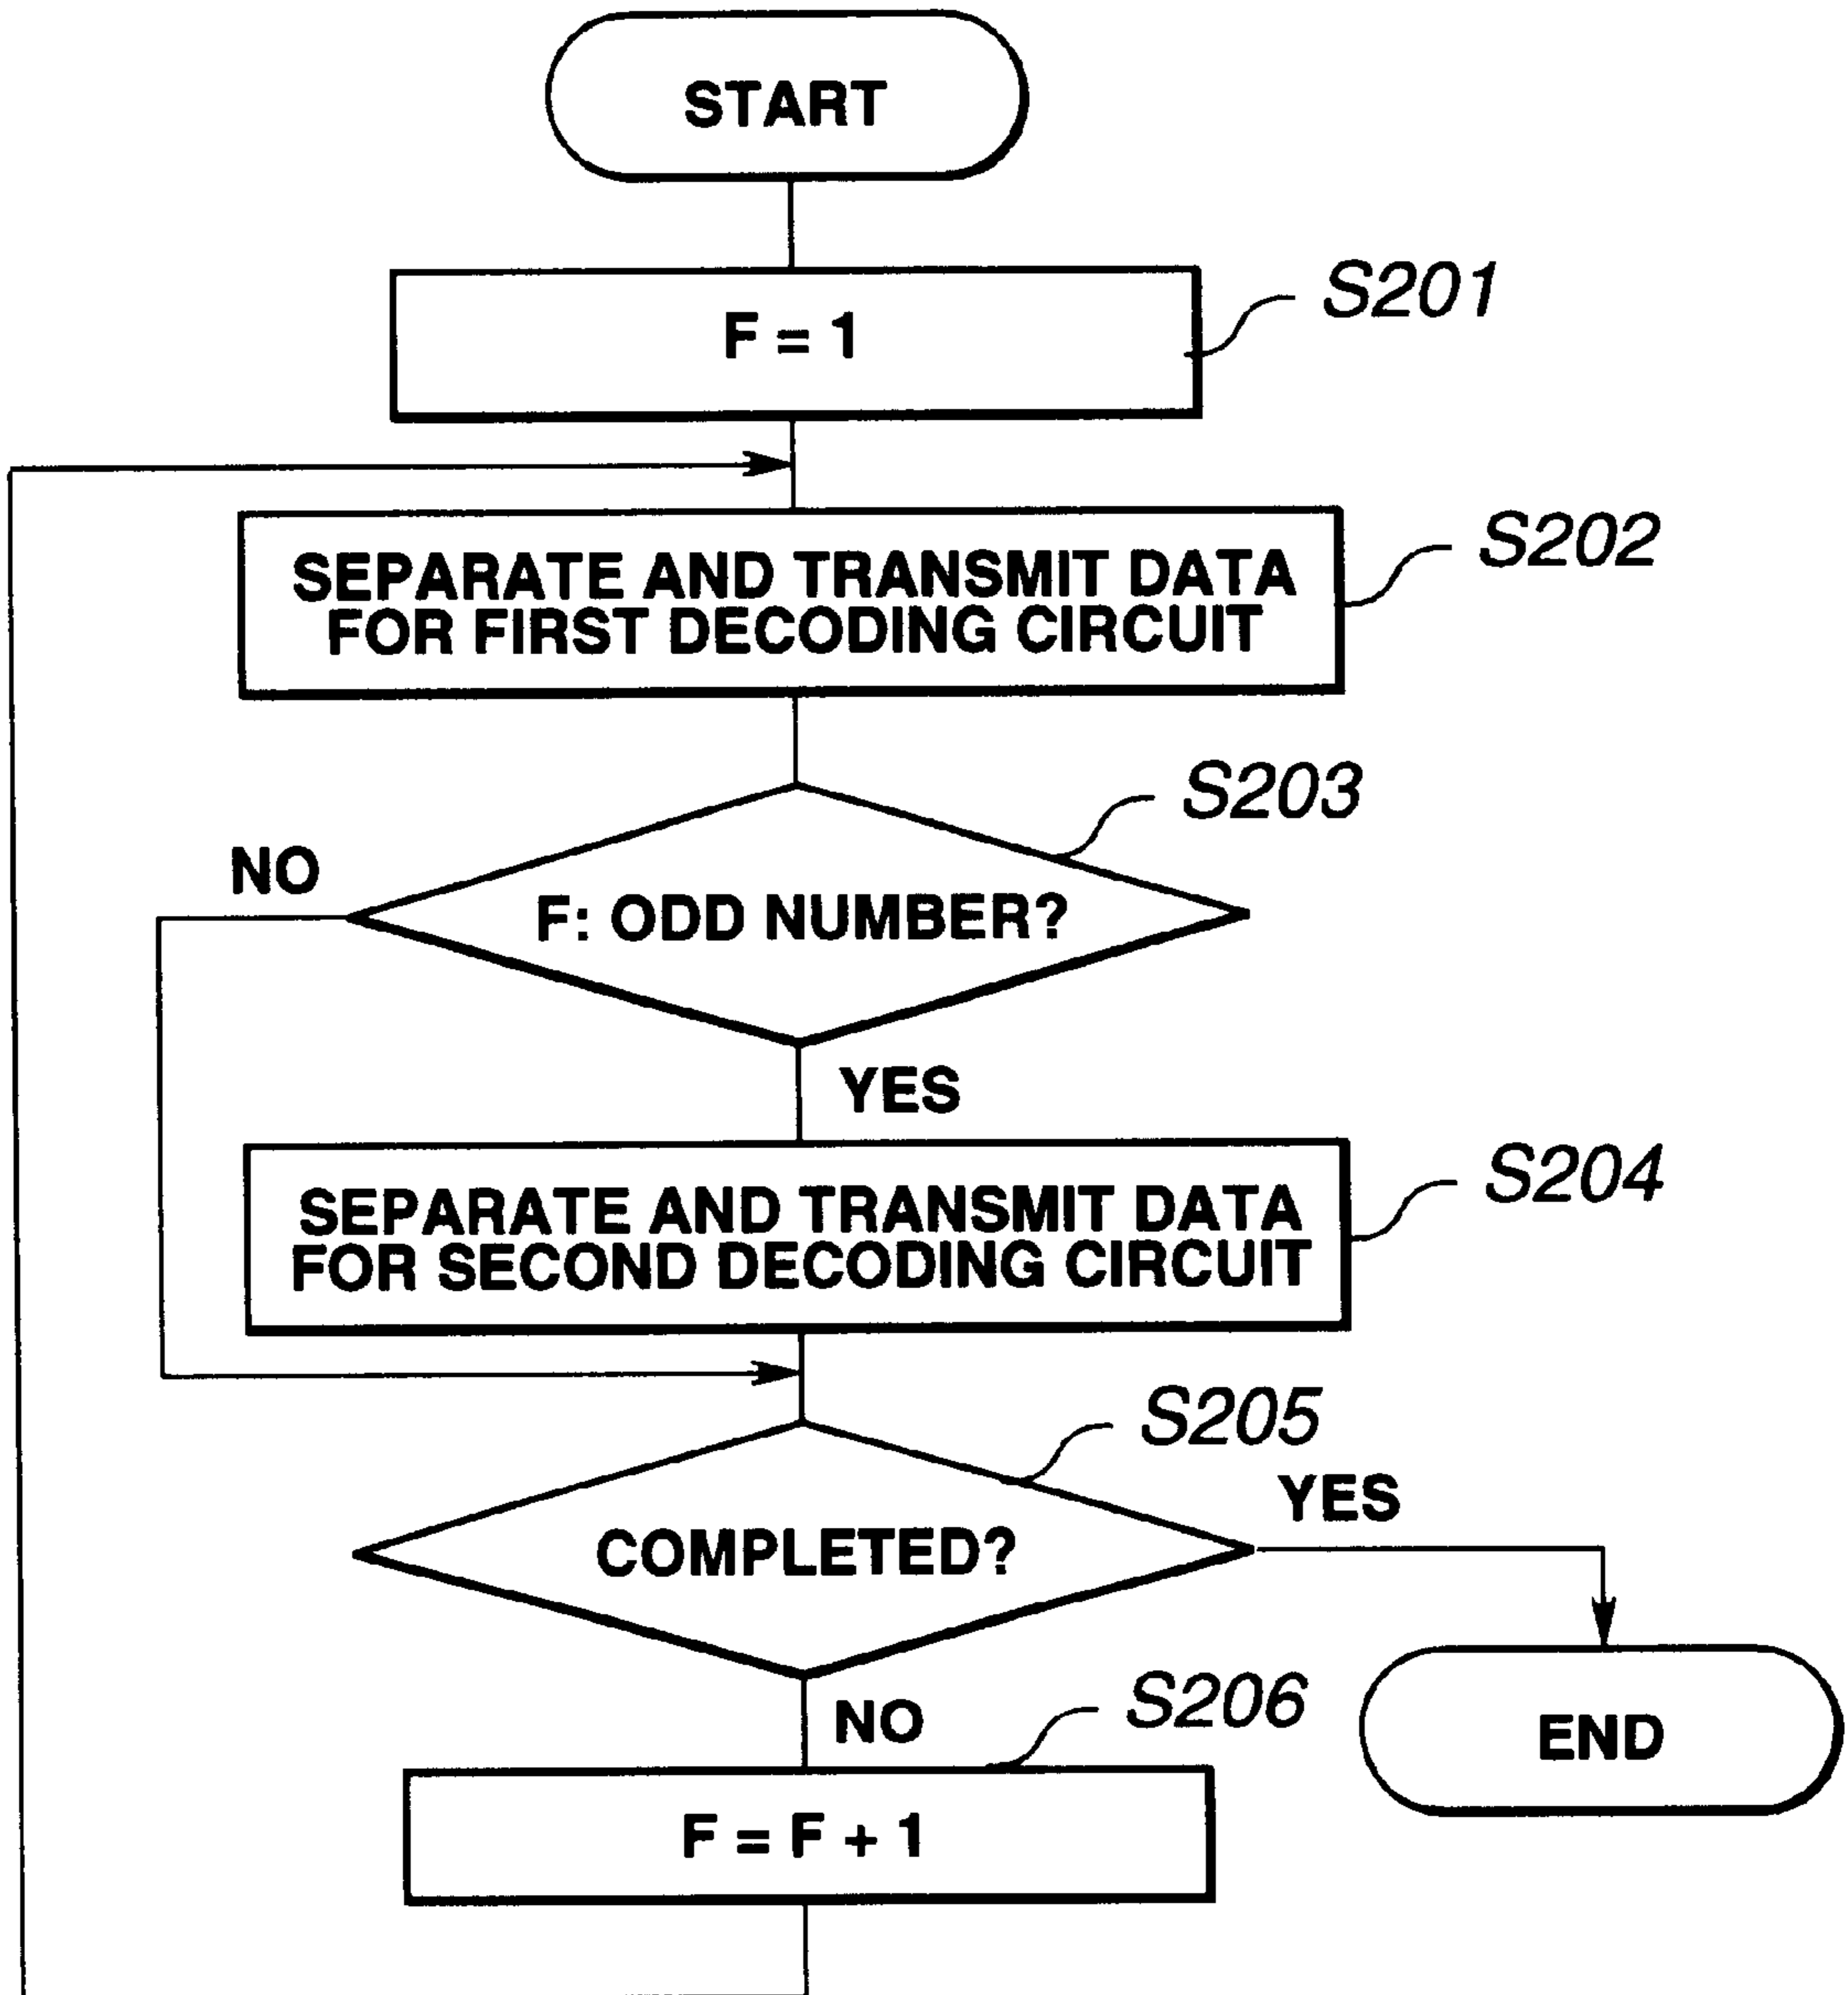 START
F = 1
S201
SEPARATE AND TRANSMIT DATA
FOR FIRST DECODING CIRCUIT
S202
S203
NO
F: ODD NUMBER?
YES
SEPARATE AND TRANSMIT DATA
FOR SECOND DECODING CIRCUIT
S204
S205
YES
COMPLETED?
NO
S206
END
F = F + 1